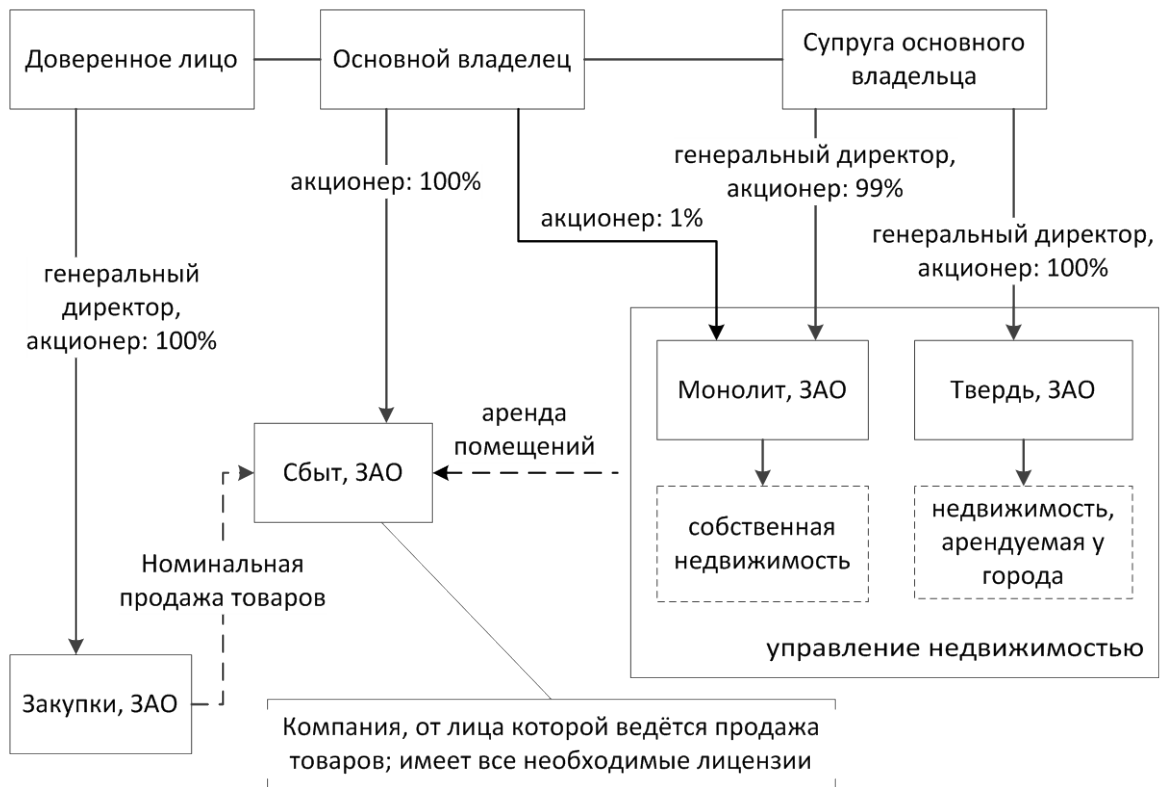 Доверенное лицо
Основной владелец
Супруга основного
владельца
генеральный директор,
акционер: 99%
акционер: 100%
акционер: 1%
генеральный директор,
акционер: 100%
генеральный
директор,
акционер: 100%
Монолит, ЗАО
Твердь, ЗАО
аренда
помещений
Сбыт, ЗАО
собственная
недвижимость
недвижимость,
арендуемая у
города
Номинальная
продажа товаров
управление недвижимостью
Закупки, ЗАО
Компания, от лица которой ведётся продажа
товаров; имеет все необходимые лицензии